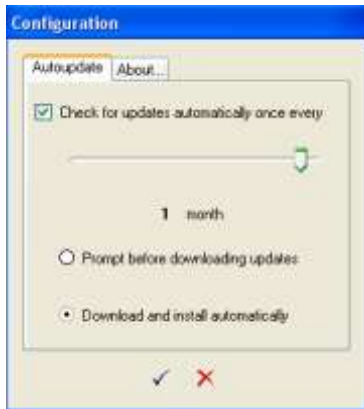 Configuration
Autoupdate About...
Check for updates automatically once every
1 month
Prompt before downloading updates
Download and install automatically